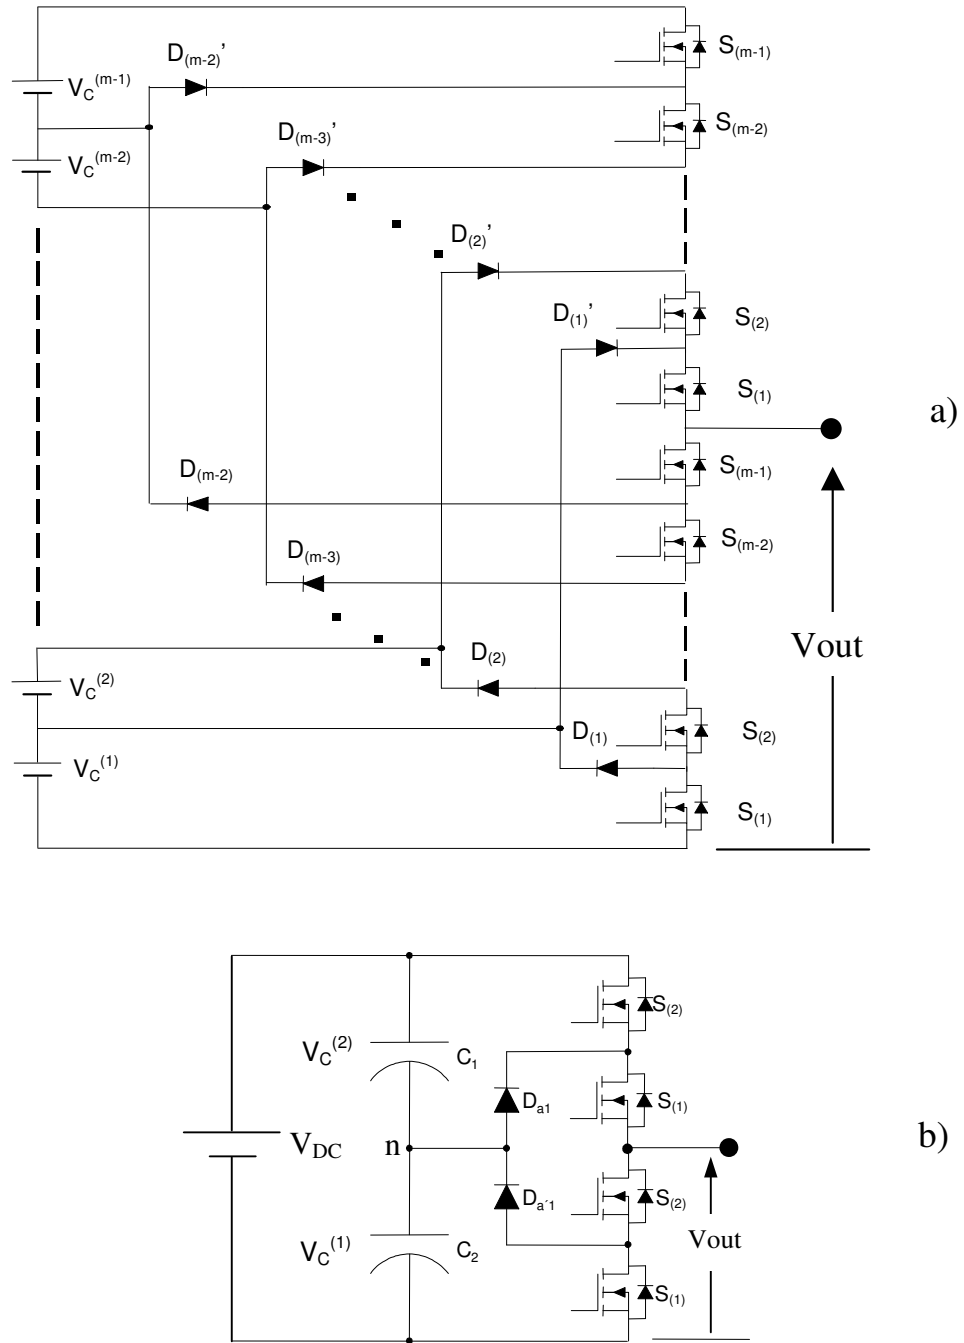 S(m-1)
D(m-2)’
VC(m-1)
S(m-2)
D(m-3)’
VC(m-2)
D(2)’
D(1)’
S(2)
S(1)
a)
D(m-2)
S(m-1)
D(m-3)
S(m-2)
Vout
D(2)
VC(2)
D(1)
S(2)
VC(1)
S(1)
S(2)
VC(2)
C1
Da1
S(1)
VDC
n
b)
Da´1
S(2)
Vout
VC(1)
C2
S(1)